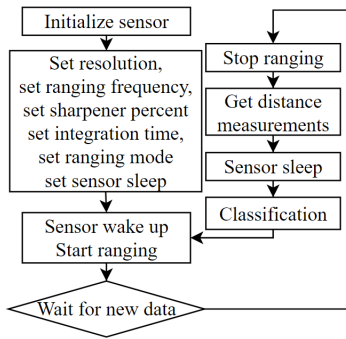 Initialize sensor
Set resolution,
set ranging frequency,
set sharpener percent
set integration time,
set ranging mode
set sensor sleep
Sensor wake up
Start ranging
Wait for new data
Stop ranging
Get distance
measurements
Sensor sleep
Classification